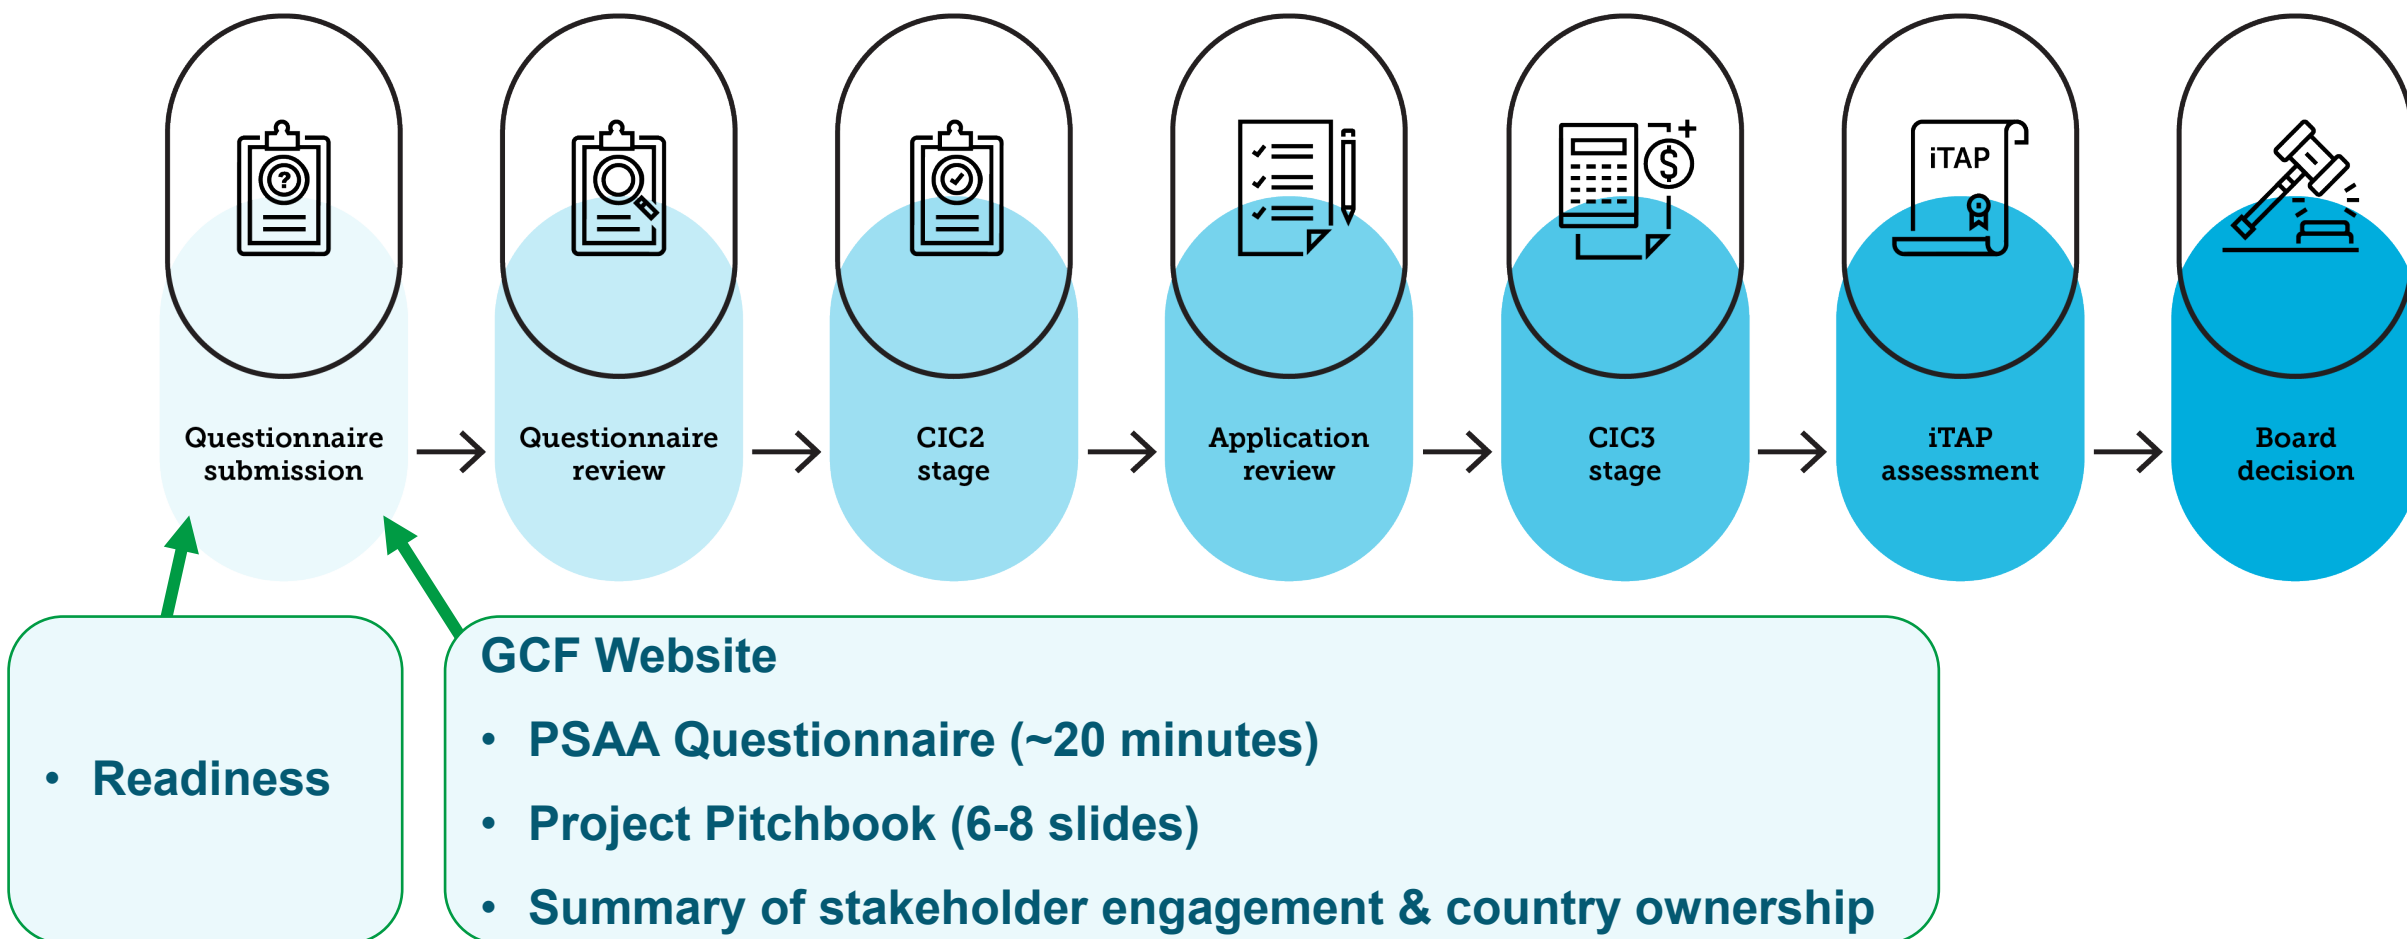 ?
$
iTAP
Questionnaire
submission
Questionnaire
review
CIC2
stage
Application
review
CIC3
stage
iTAP
assessment
Board
decision
• Readiness
GCF Website
• PSAA Questionnaire (~20 minutes)
• Project Pitchbook (6-8 slides)
• Summary of stakeholder engagement & country ownership